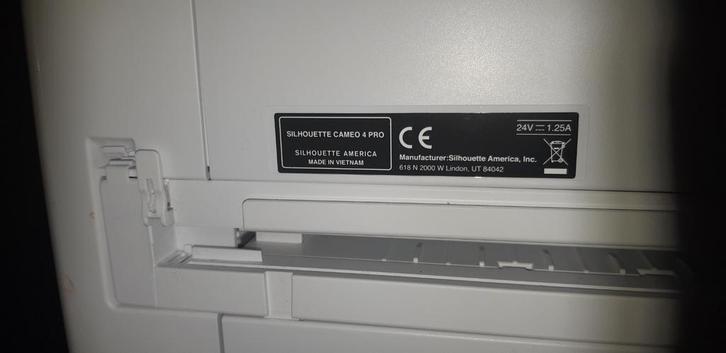 SILHOUETTE CAMEO 4 PRO
SILHOUETTE AMERICA
MADE IN VIETNAM
CE
24V ⎓ 1.25A
Manufacturer:Silhouette America, Inc.
618 N 2000 W Lindon, UT 84042